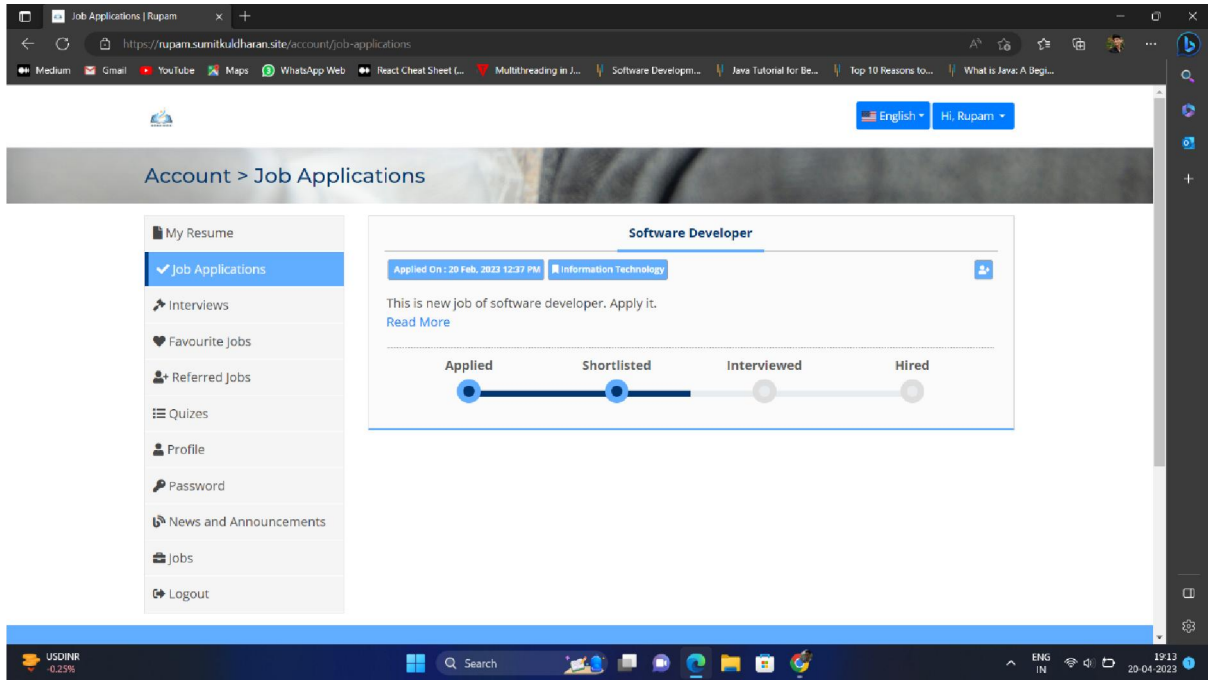 Job Applications | Rupam
https://rupam.sumitkuldharan.site/account/job-applications
Medium Gmail YouTube Maps WhatsApp Web React Cheat Sheet (... Multithreading in J... Software Developm... Java Tutorial for Be... Top 10 Reasons to... What is Java: A Begi...
English Hi, Rupam
Account > Job Applications
My Resume
Job Applications
Interviews
Favourite Jobs
Referred Jobs
Quizes
Profile
Password
News and Announcements
Jobs
Logout
Software Developer
Applied On : 20 Feb, 2023 12:37 PM Information Technology
This is new job of software developer. Apply it.
Read More
Applied Shortlisted Interviewed Hired
USDINR
-0.25%
Search
ENG
IN
19:13
20-04-2023
1